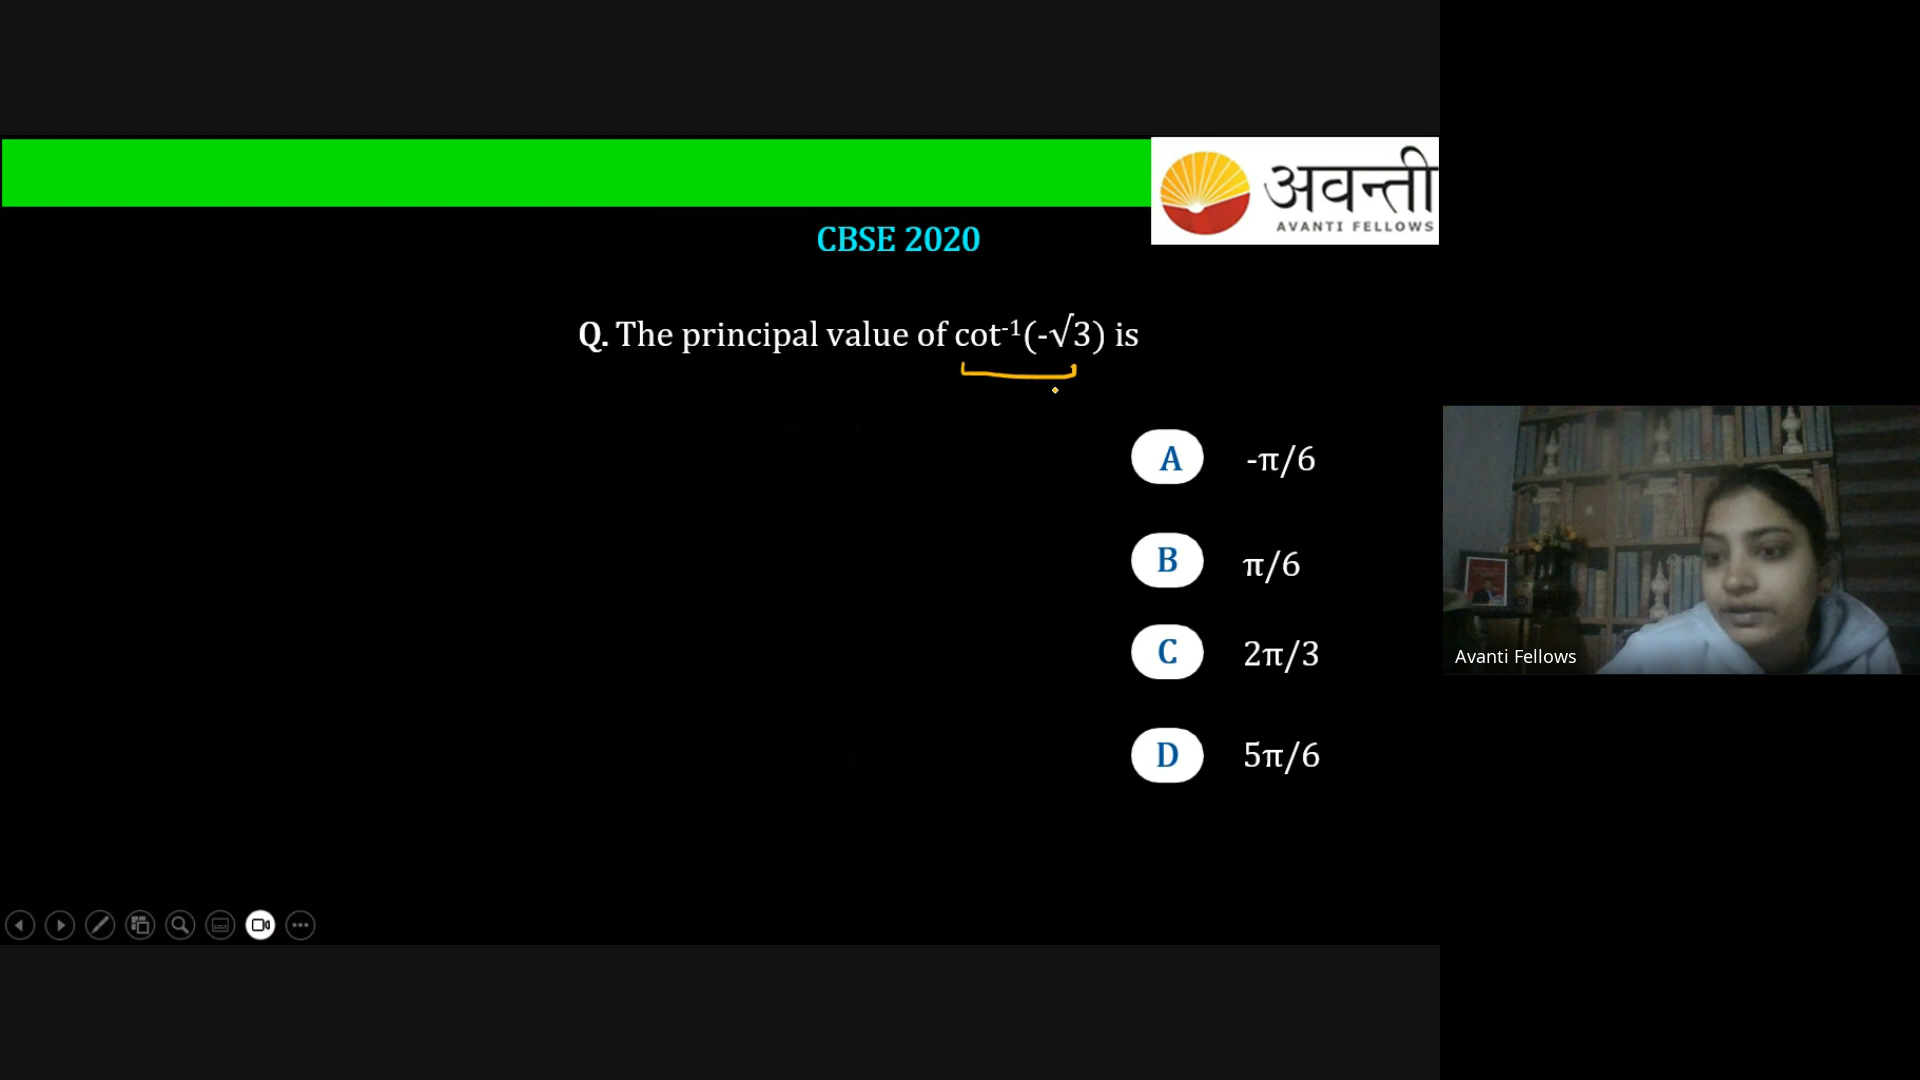 अवन्ती
AVANTI FELLOWS
CBSE 2020
Q. The principal value of cot⁻¹(-√3) is
A -π/6
B π/6
C 2π/3
D 5π/6
Avanti Fellows